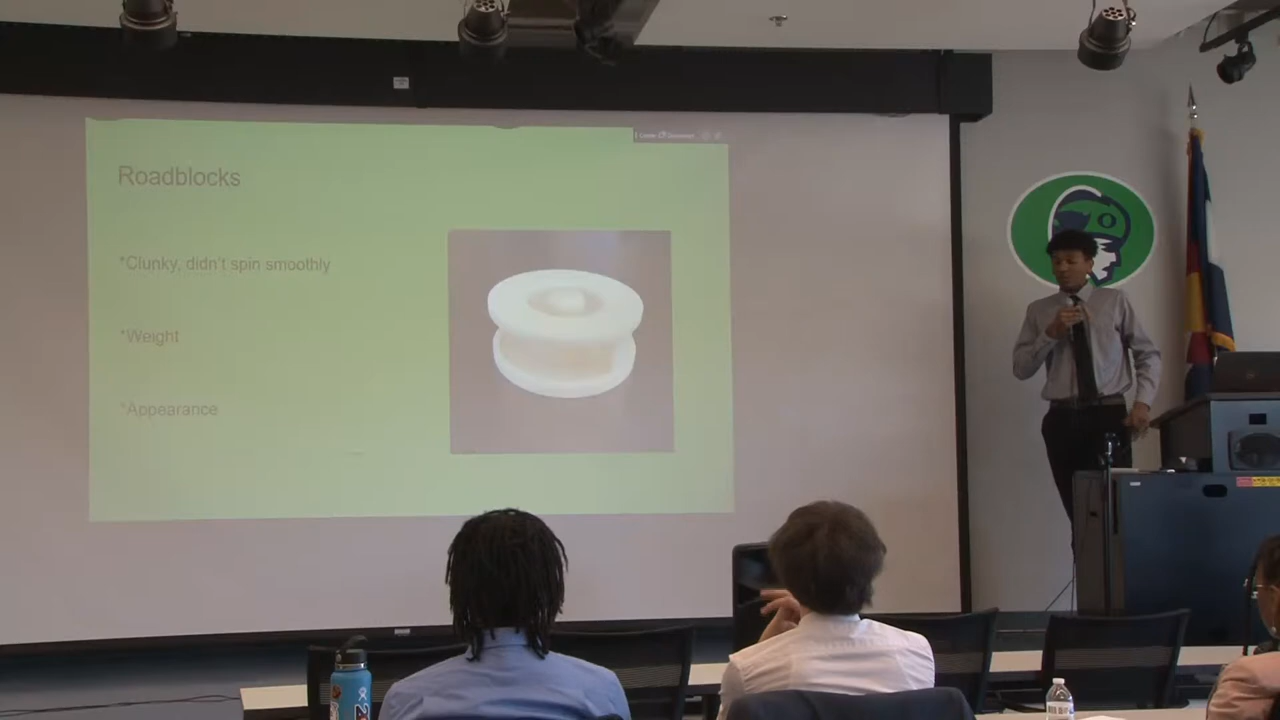 Roadblocks
*Clunky, didn't spin smoothly
*Weight
*Appearance